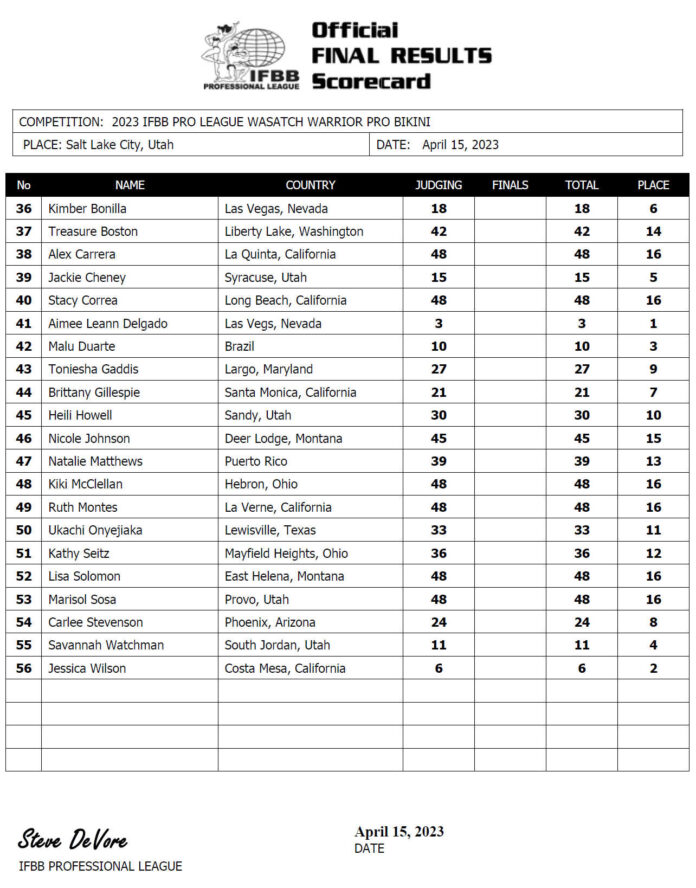 Official
FINAL RESULTS
Scorecard
IFBB
PROFESSIONAL LEAGUE
COMPETITION: 2023 IFBB PRO LEAGUE WASATCH WARRIOR PRO BIKINI
PLACE: Salt Lake City, Utah DATE: April 15, 2023
No NAME COUNTRY JUDGING FINALS TOTAL PLACE
36 Kimber Bonilla Las Vegas, Nevada 18 18 6
37 Treasure Boston Liberty Lake, Washington 42 42 14
38 Alex Carrera La Quinta, California 48 48 16
39 Jackie Cheney Syracuse, Utah 15 15 5
40 Stacy Correa Long Beach, California 48 48 16
41 Aimee Leann Delgado Las Vegs, Nevada 3 3 1
42 Malu Duarte Brazil 10 10 3
43 Toniesha Gaddis Largo, Maryland 27 27 9
44 Brittany Gillespie Santa Monica, California 21 21 7
45 Heili Howell Sandy, Utah 30 30 10
46 Nicole Johnson Deer Lodge, Montana 45 45 15
47 Natalie Matthews Puerto Rico 39 39 13
48 Kiki McClellan Hebron, Ohio 48 48 16
49 Ruth Montes La Verne, California 48 48 16
50 Ukachi Onyejiaka Lewisville, Texas 33 33 11
51 Kathy Seitz Mayfield Heights, Ohio 36 36 12
52 Lisa Solomon East Helena, Montana 48 48 16
53 Marisol Sosa Provo, Utah 48 48 16
54 Carlee Stevenson Phoenix, Arizona 24 24 8
55 Savannah Watchman South Jordan, Utah 11 11 4
56 Jessica Wilson Costa Mesa, California 6 6 2
Steve DeVore
IFBB PROFESSIONAL LEAGUE
April 15, 2023
DATE